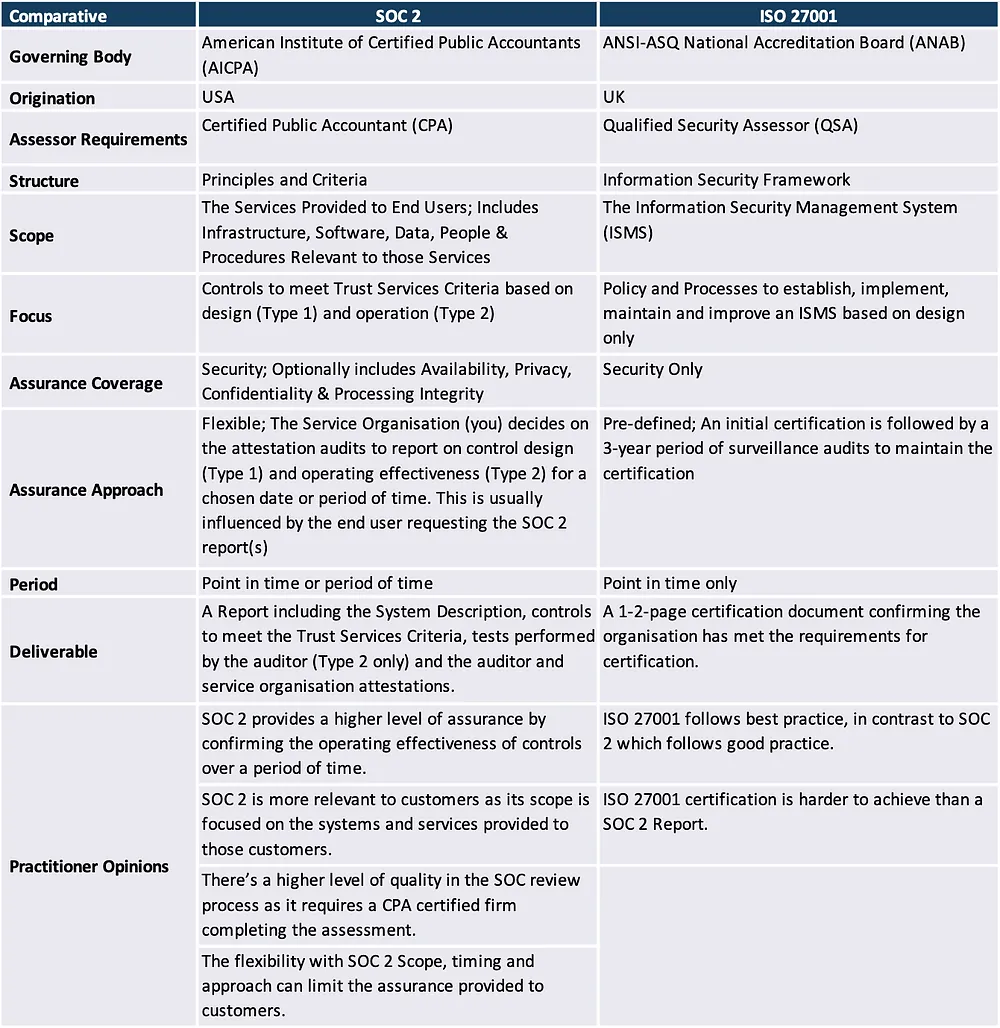 Comparative
SOC 2
ISO 27001
Governing Body
American Institute of Certified Public Accountants
(AICPA)
ANSI-ASQ National Accreditation Board (ANAB)
Origination
USA
UK
Assessor Requirements
Certified Public Accountant (CPA)
Qualified Security Assessor (QSA)
Structure
Principles and Criteria
Information Security Framework
Scope
The Services Provided to End Users; Includes
Infrastructure, Software, Data, People &
Procedures Relevant to those Services
The Information Security Management System
(ISMS)
Focus
Controls to meet Trust Services Criteria based on
design (Type 1) and operation (Type 2)
Policy and Processes to establish, implement,
maintain and improve an ISMS based on design
only
Assurance Coverage
Security; Optionally includes Availability, Privacy,
Confidentiality & Processing Integrity
Security Only
Assurance Approach
Flexible; The Service Organisation (you) decides on
the attestation audits to report on control design
(Type 1) and operating effectiveness (Type 2) for a
chosen date or period of time. This is usually
influenced by the end user requesting the SOC 2
report(s)
Pre-defined; An initial certification is followed by a
3-year period of surveillance audits to maintain the
certification
Period
Point in time or period of time
Point in time only
Deliverable
A Report including the System Description, controls
to meet the Trust Services Criteria, tests performed
by the auditor (Type 2 only) and the auditor and
service organisation attestations.
A 1-2-page certification document confirming the
organisation has met the requirements for
certification.
Practitioner Opinions
SOC 2 provides a higher level of assurance by
confirming the operating effectiveness of controls
over a period of time.
ISO 27001 follows best practice, in contrast to SOC
2 which follows good practice.
SOC 2 is more relevant to customers as its scope is
focused on the systems and services provided to
those customers.
ISO 27001 certification is harder to achieve than a
SOC 2 Report.
There's a higher level of quality in the SOC review
process as it requires a CPA certified firm
completing the assessment.
The flexibility with SOC 2 Scope, timing and
approach can limit the assurance provided to
customers.